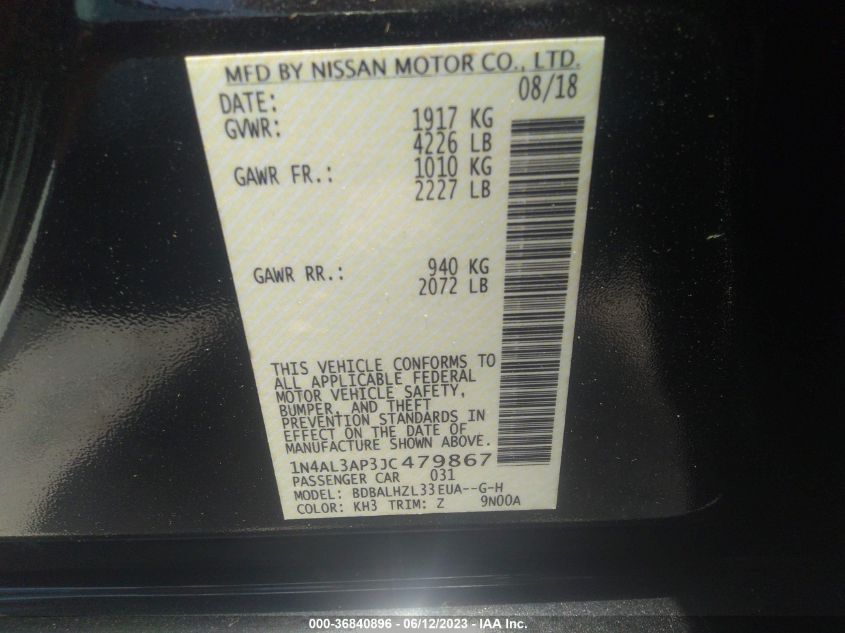 MFD BY NISSAN MOTOR CO., LTD.
DATE: 08/18
GVWR: 1917 KG
4226 LB
GAWR FR.: 1010 KG
2227 LB
GAWR RR.: 940 KG
2072 LB
THIS VEHICLE CONFORMS TO
ALL APPLICABLE FEDERAL
MOTOR VEHICLE SAFETY,
BUMPER, AND THEFT
PREVENTION STANDARDS IN
EFFECT ON THE DATE OF
MANUFACTURE SHOWN ABOVE.
1N4AL3AP3JC479867
PASSENGER CAR 031
MODEL: BDBALHZL33EUA--G-H
COLOR: KH3 TRIM: Z 9N00A
000-36840896 - 06/12/2023 - IAA Inc.